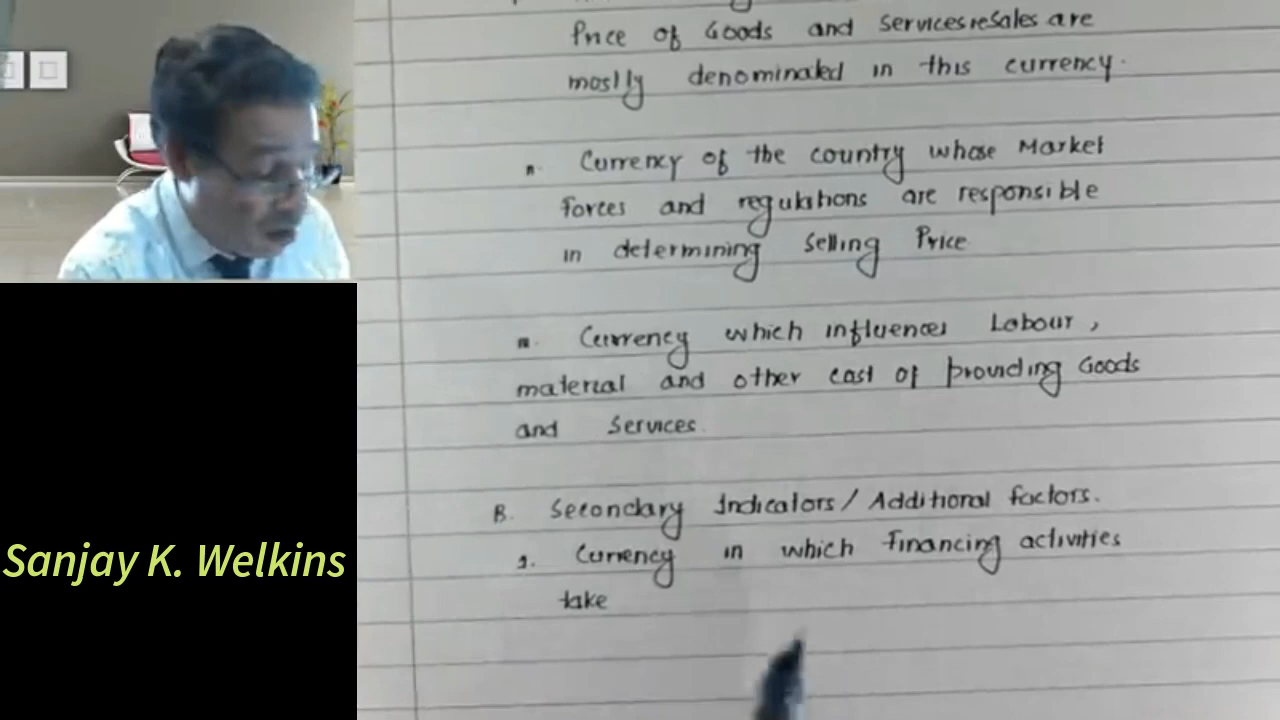 Price of Goods and services resales are
mostly denominated in this currency.
II. Currency of the country whose Market
forces and regulations are responsible
in determining selling Price
III. Currency which influences Labour,
material and other cost of providing Goods
and Services.
B. Secondary Indicators/Additional factors.
1. Currency in which financing activities
take
Sanjay K. Welkins